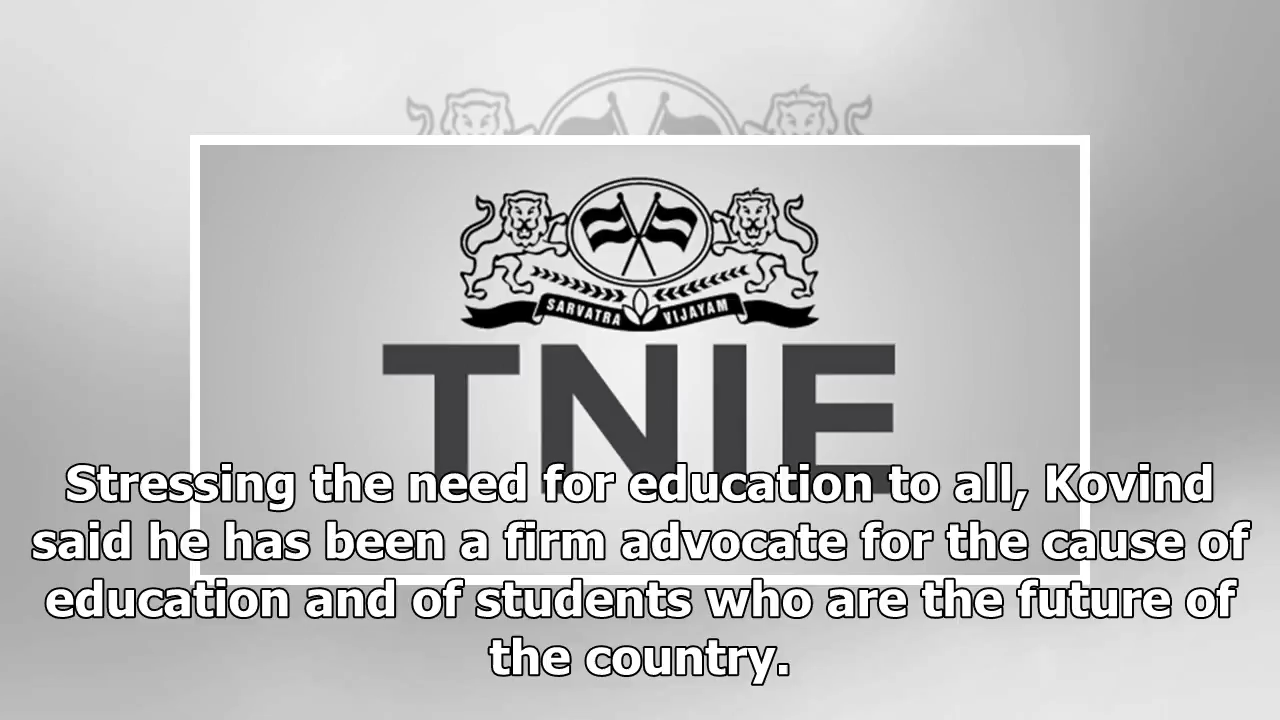 SARVATRA VIJAYAM
TNIE
Stressing the need for education to all, Kovind
said he has been a firm advocate for the cause of
education and of students who are the future of
the country.